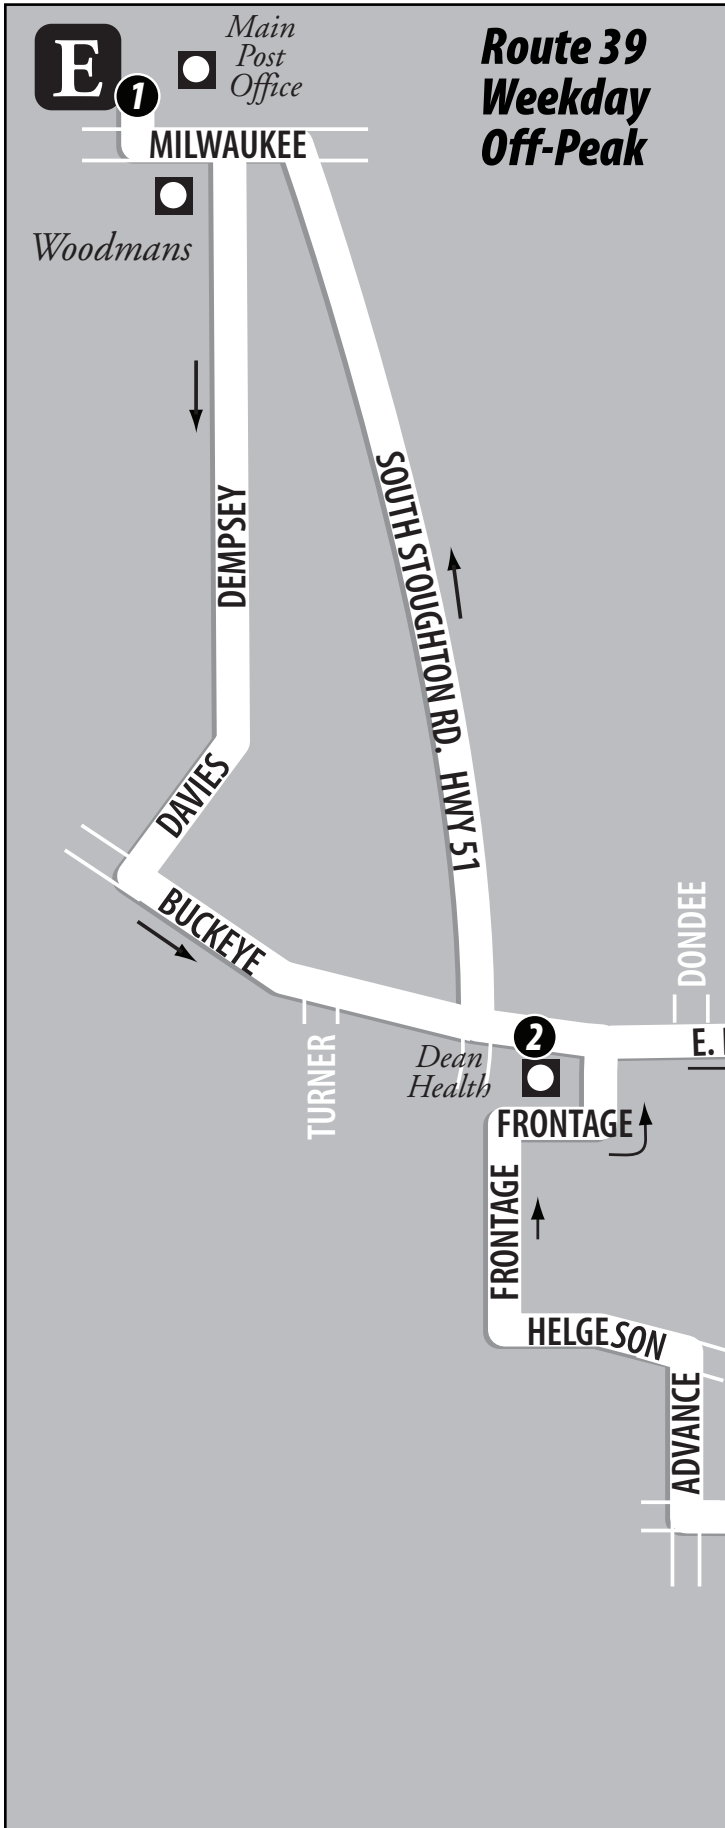 E
1
Main
Post
Office
Route 39
Weekday
Off-Peak
MILWAUKEE
Woodmans
DEMPSEY
SOUTH STOUGHTON RD. HWY 51
DAVIES
BUCKEYE
DONDEE
TURNER
2
E.
Dean
Health
FRONTAGE
FRONTAGE
HELGESON
ADVANCE